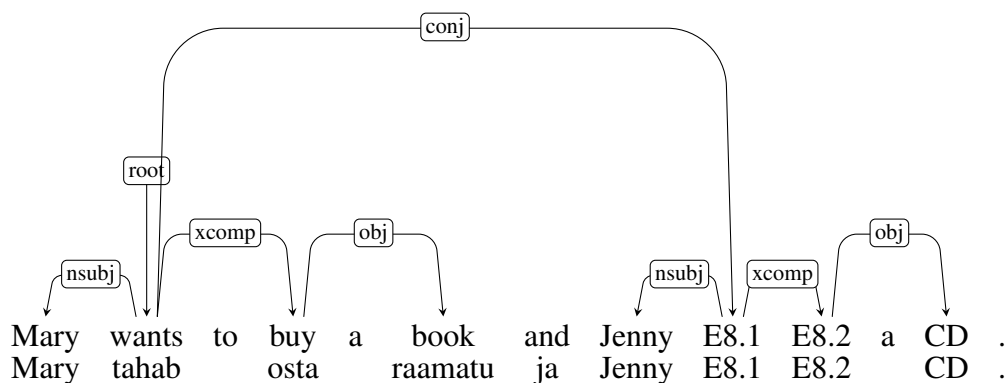 conj
root
xcomp obj obj
nsubj nsubj xcomp
Mary wants to buy a book and Jenny E8.1 E8.2 a CD .
Mary tahab osta raamatu ja Jenny E8.1 E8.2 CD .